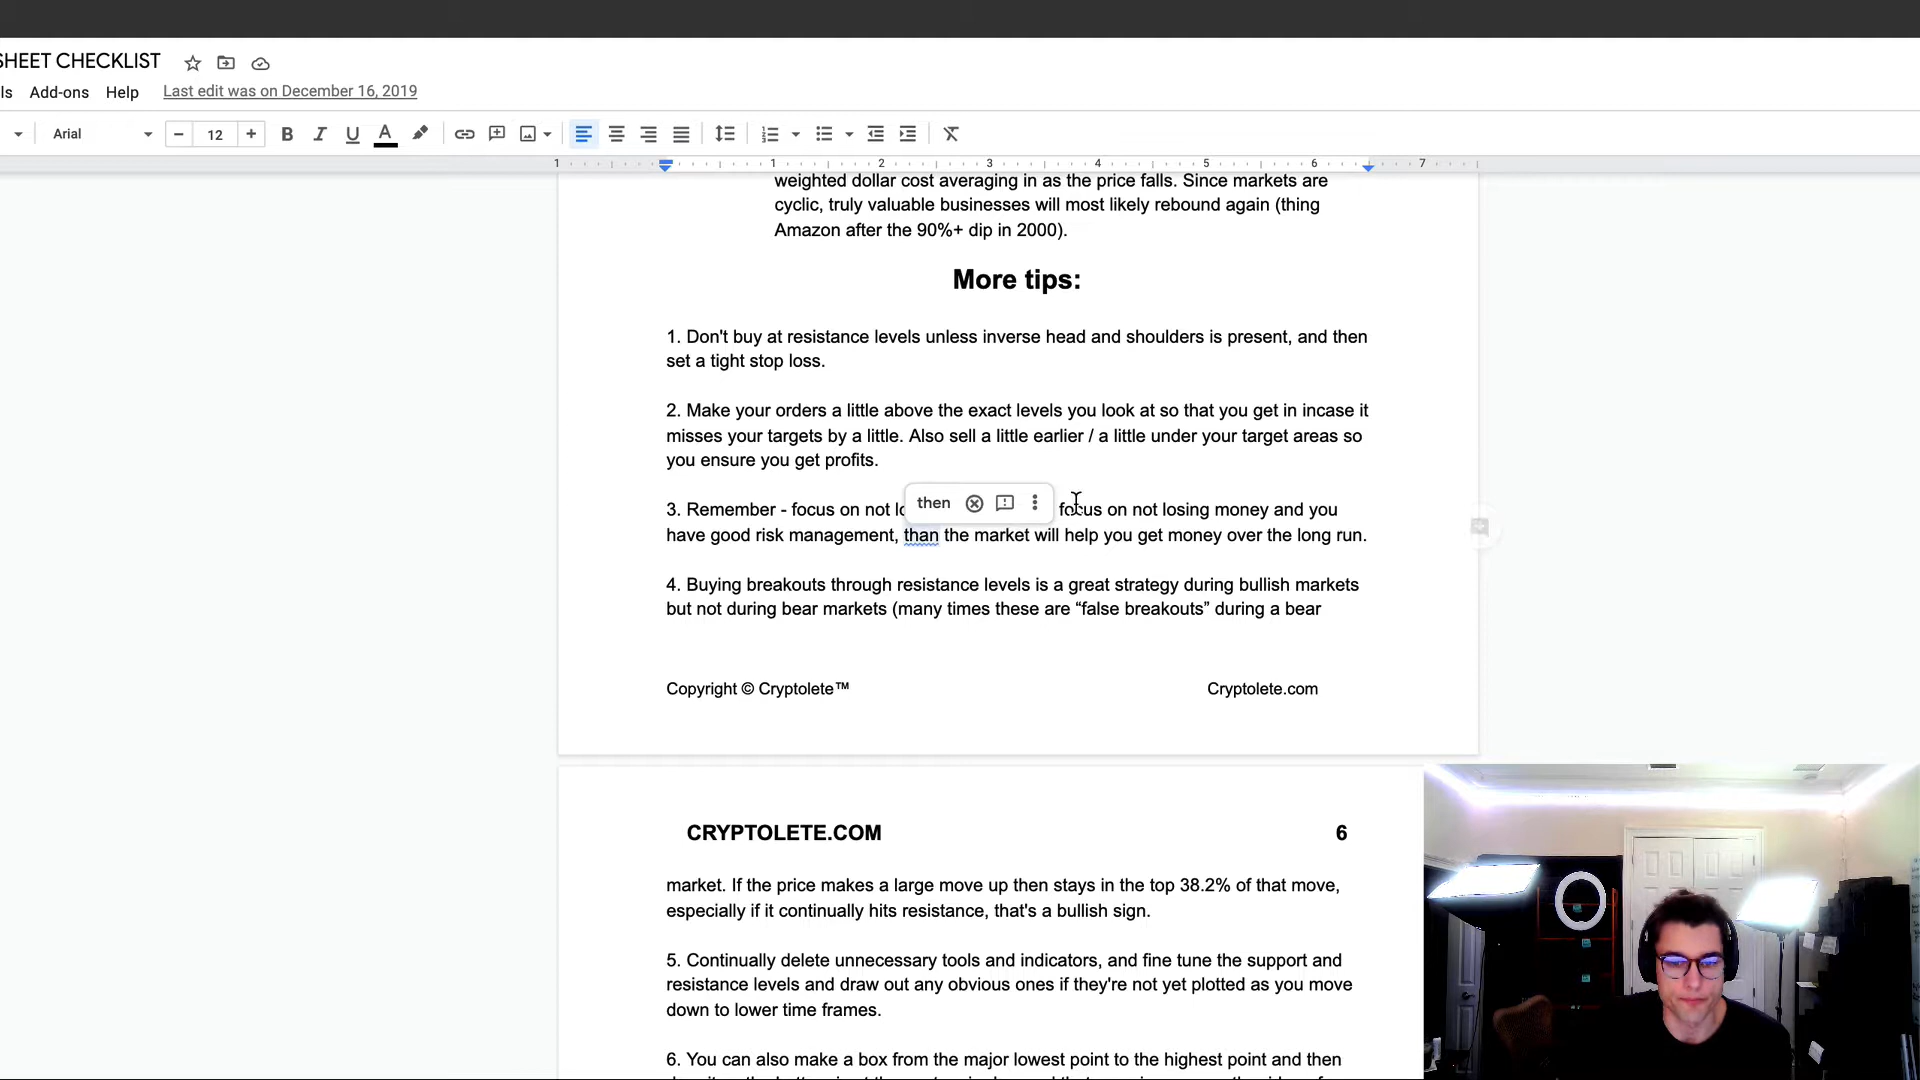 SHEET CHECKLIST
ls Add-ons Help Last edit was on December 16, 2019
Arial 12 B I U A
1 1 2 3 4 5 6 7
weighted dollar cost averaging in as the price falls. Since markets are
cyclic, truly valuable businesses will most likely rebound again (thing
Amazon after the 90%+ dip in 2000).
More tips:
1. Don't buy at resistance levels unless inverse head and shoulders is present, and then
set a tight stop loss.
2. Make your orders a little above the exact levels you look at so that you get in incase it
misses your targets by a little. Also sell a little earlier / a little under your target areas so
you ensure you get profits.
then
3. Remember - focus on not lo focus on not losing money and you
have good risk management, than the market will help you get money over the long run.
4. Buying breakouts through resistance levels is a great strategy during bullish markets
but not during bear markets (many times these are “false breakouts” during a bear
Copyright © Cryptolete™ Cryptolete.com
CRYPTOLETE.COM 6
market. If the price makes a large move up then stays in the top 38.2% of that move,
especially if it continually hits resistance, that's a bullish sign.
5. Continually delete unnecessary tools and indicators, and fine tune the support and
resistance levels and draw out any obvious ones if they're not yet plotted as you move
down to lower time frames.
6. You can also make a box from the major lowest point to the highest point and then